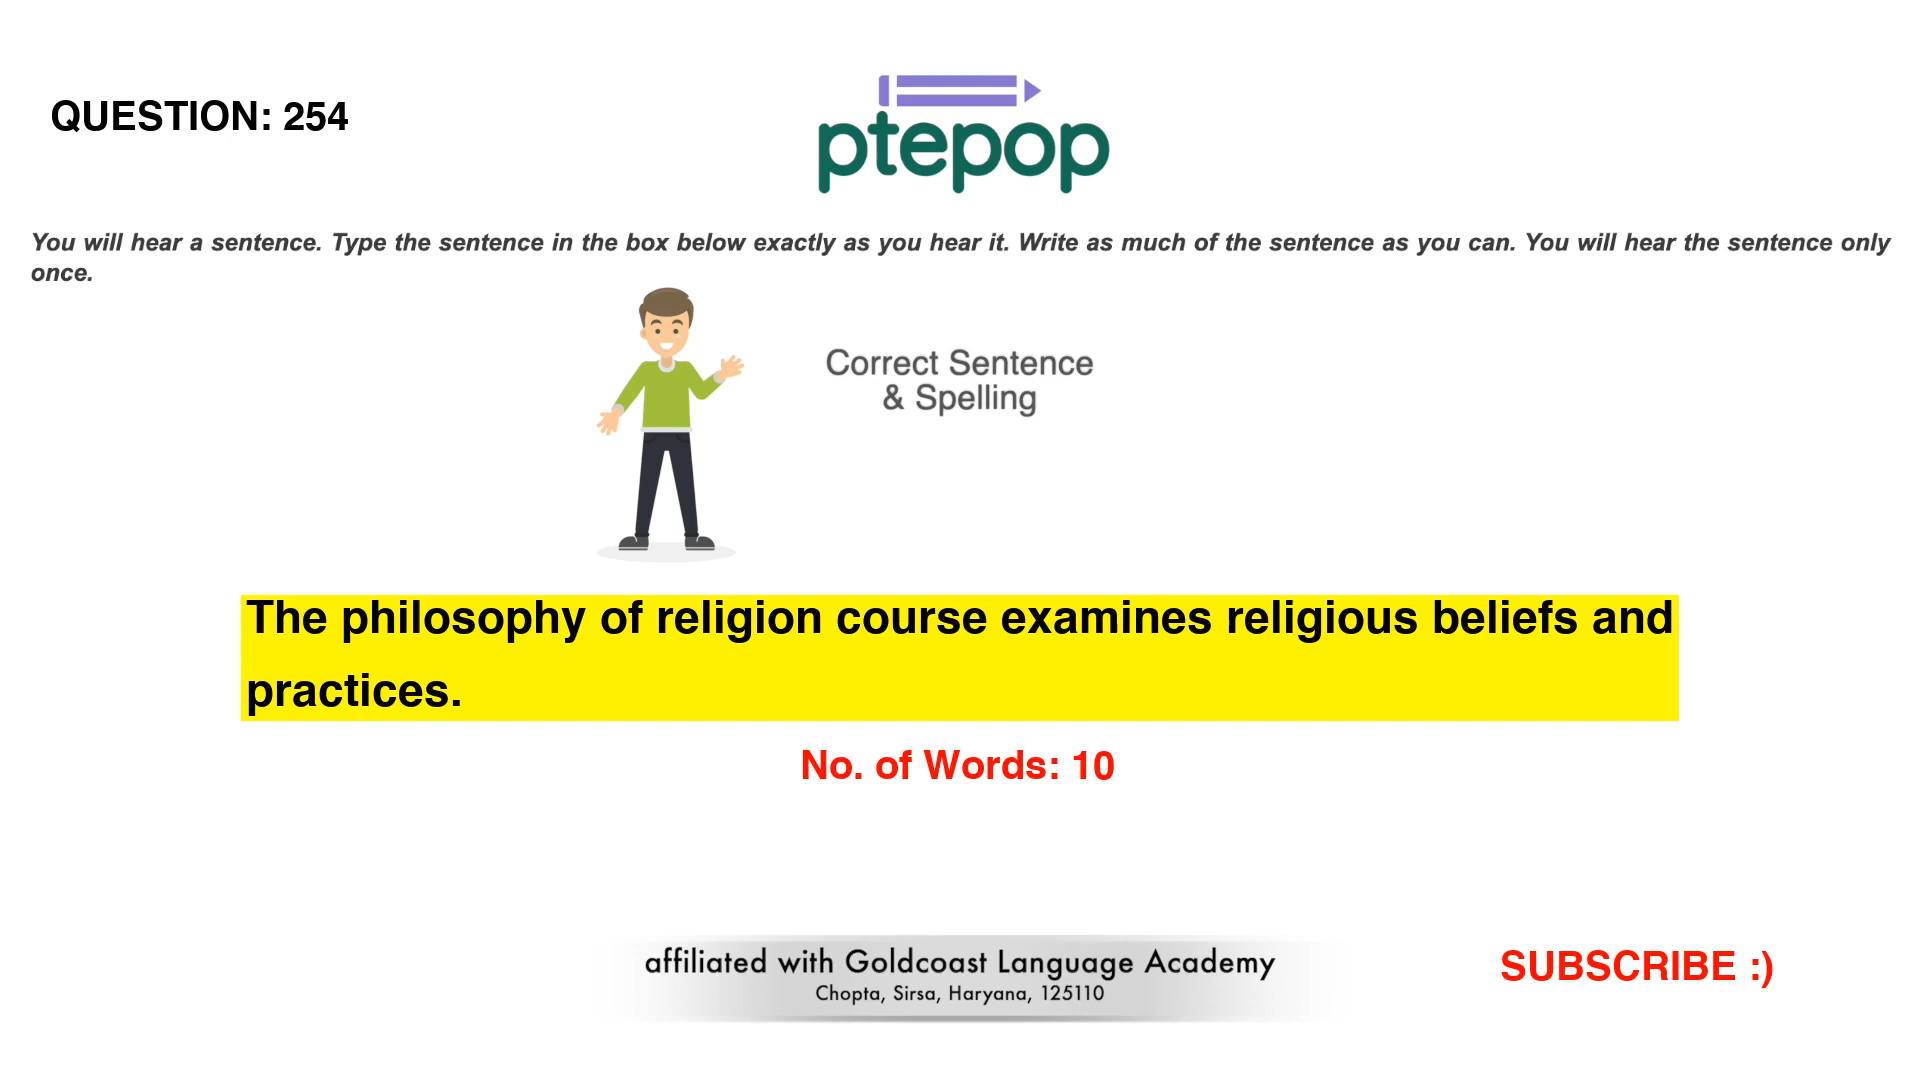 QUESTION: 254
ptepop
You will hear a sentence. Type the sentence in the box below exactly as you hear it. Write as much of the sentence as you can. You will hear the sentence only
once.
Correct Sentence
& Spelling
The philosophy of religion course examines religious beliefs and
practices.
No. of Words: 10
affiliated with Goldcoast Language Academy
Chopta, Sirsa, Haryana, 125110
SUBSCRIBE :)